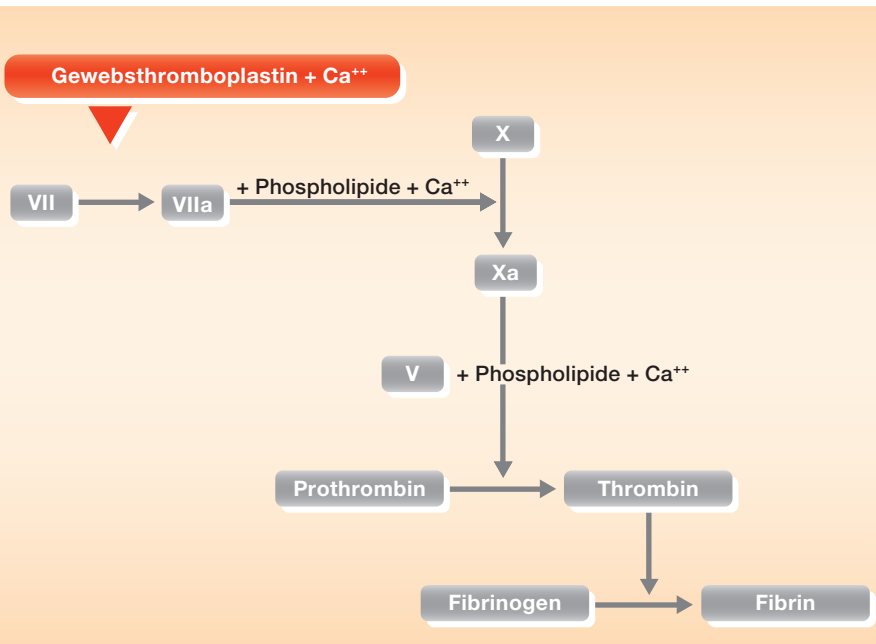 Gewebsthromboplastin + Ca⁺⁺
X
+ Phospholipide + Ca⁺⁺
VII
VIIa
Xa
V
+ Phospholipide + Ca⁺⁺
Prothrombin
Thrombin
Fibrinogen
Fibrin